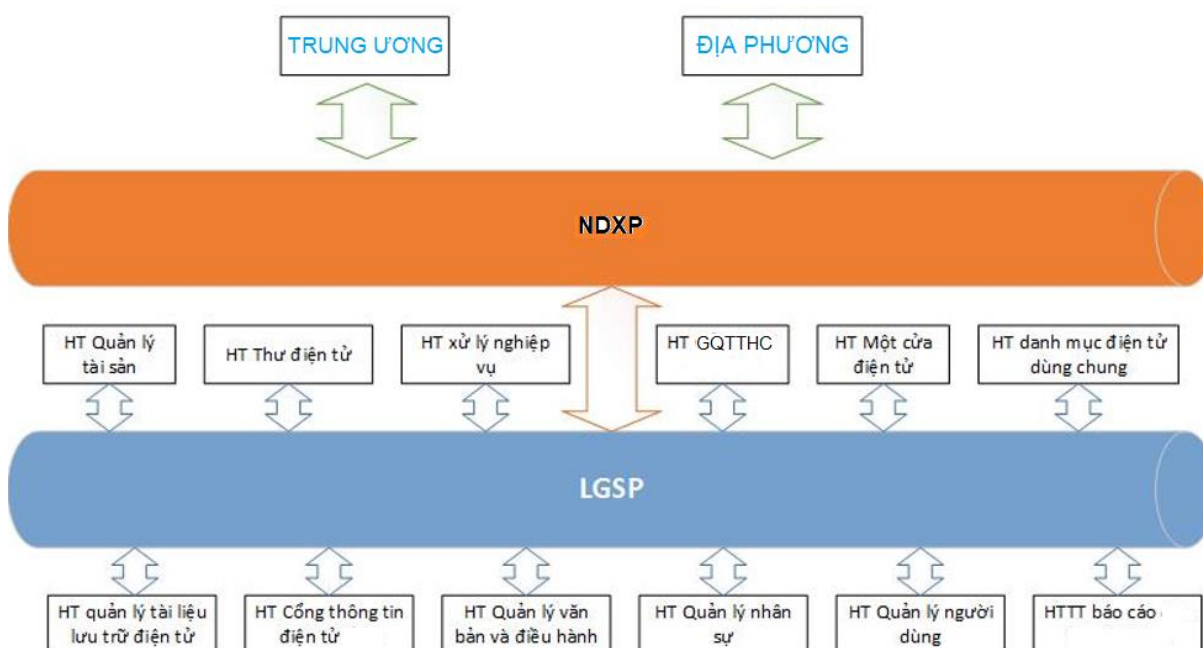 TRUNG ƯƠNG
ĐỊA PHƯƠNG
NDXP
HT Quản lý
tài sản
HT Thư điện tử
HT xử lý nghiệp
vụ
HT GQTTHC
HT Một cửa
điện tử
HT danh mục điện tử
dùng chung
LGSP
HT quản lý tài liệu
lưu trữ điện tử
HT Cổng thông tin
điện tử
HT Quản lý văn
bản và điều hành
HT Quản lý nhân
sự
HT Quản lý người
dùng
HTTT báo cáo